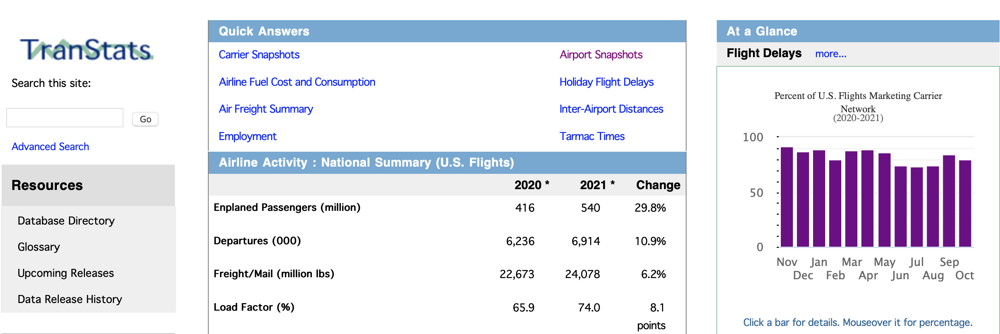 TranStats
Search this site:
Go
Advanced Search
Resources
Database Directory
Glossary
Upcoming Releases
Data Release History
Quick Answers
Carrier Snapshots Airport Snapshots
Airline Fuel Cost and Consumption Holiday Flight Delays
Air Freight Summary Inter-Airport Distances
Employment Tarmac Times
Airline Activity : National Summary (U.S. Flights)
2020 * 2021 * Change
Enplaned Passengers (million) 416 540 29.8%
Departures (000) 6,236 6,914 10.9%
Freight/Mail (million lbs) 22,673 24,078 6.2%
Load Factor (%) 65.9 74.0 8.1
points
At a Glance
Flight Delays more...
Percent of U.S. Flights Marketing Carrier
Network
(2020-2021)
100
50
0
Nov Jan Mar May Jul Sep
Dec Feb Apr Jun Aug Oct
Click a bar for details. Mouseover it for percentage.